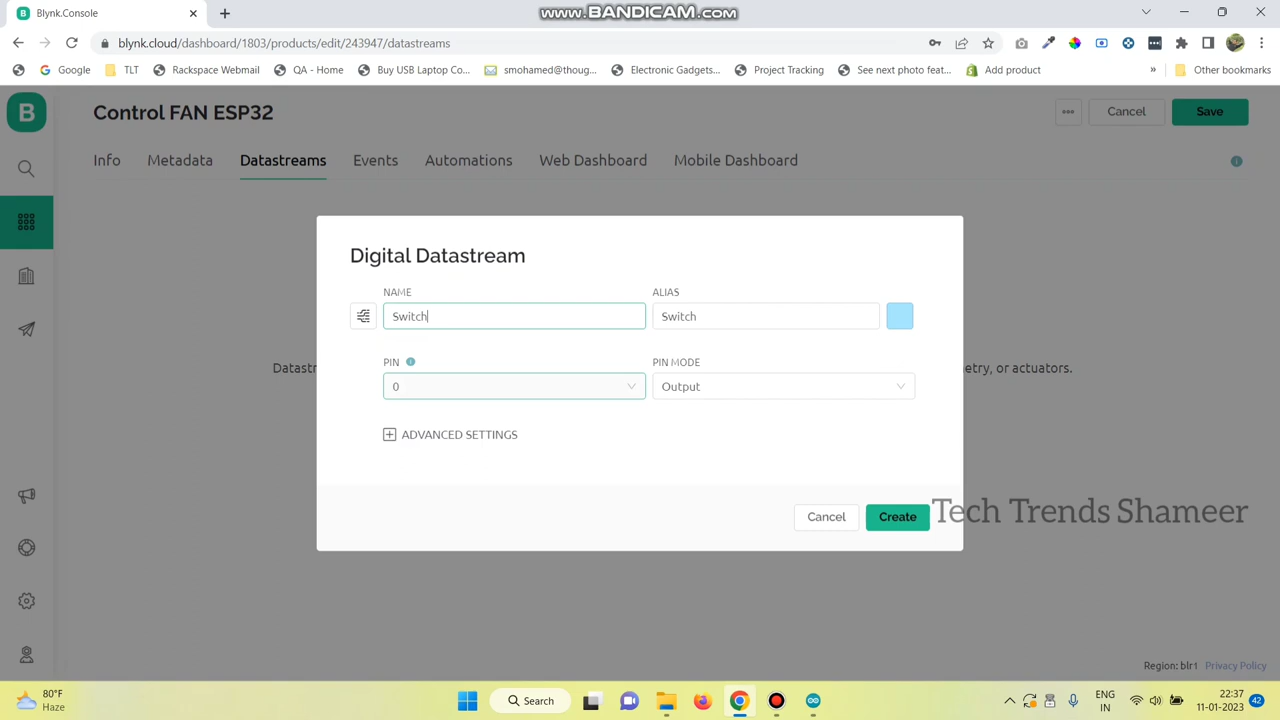 www.BANDICAM.com
Blynk.Console
blynk.cloud/dashboard/1803/products/edit/243947/datastreams
Google
TLT
Rackspace Webmail
QA - Home
Buy USB Laptop Co...
smohamed@thoug...
Electronic Gadgets...
Project Tracking
See next photo feat...
Add product
»
Other bookmarks
B
Control FAN ESP32
Cancel
Save
Info
Metadata
Datastreams
Events
Automations
Web Dashboard
Mobile Dashboard
Digital Datastream
NAME
ALIAS
Switch
Switch
PIN
PIN MODE
Datastr
0
Output
etry, or actuators.
ADVANCED SETTINGS
Cancel
Create
Tech Trends Shameer
Region: blr1
Privacy Policy
80°F
Haze
Search
ENG
IN
22:37
11-01-2023
42